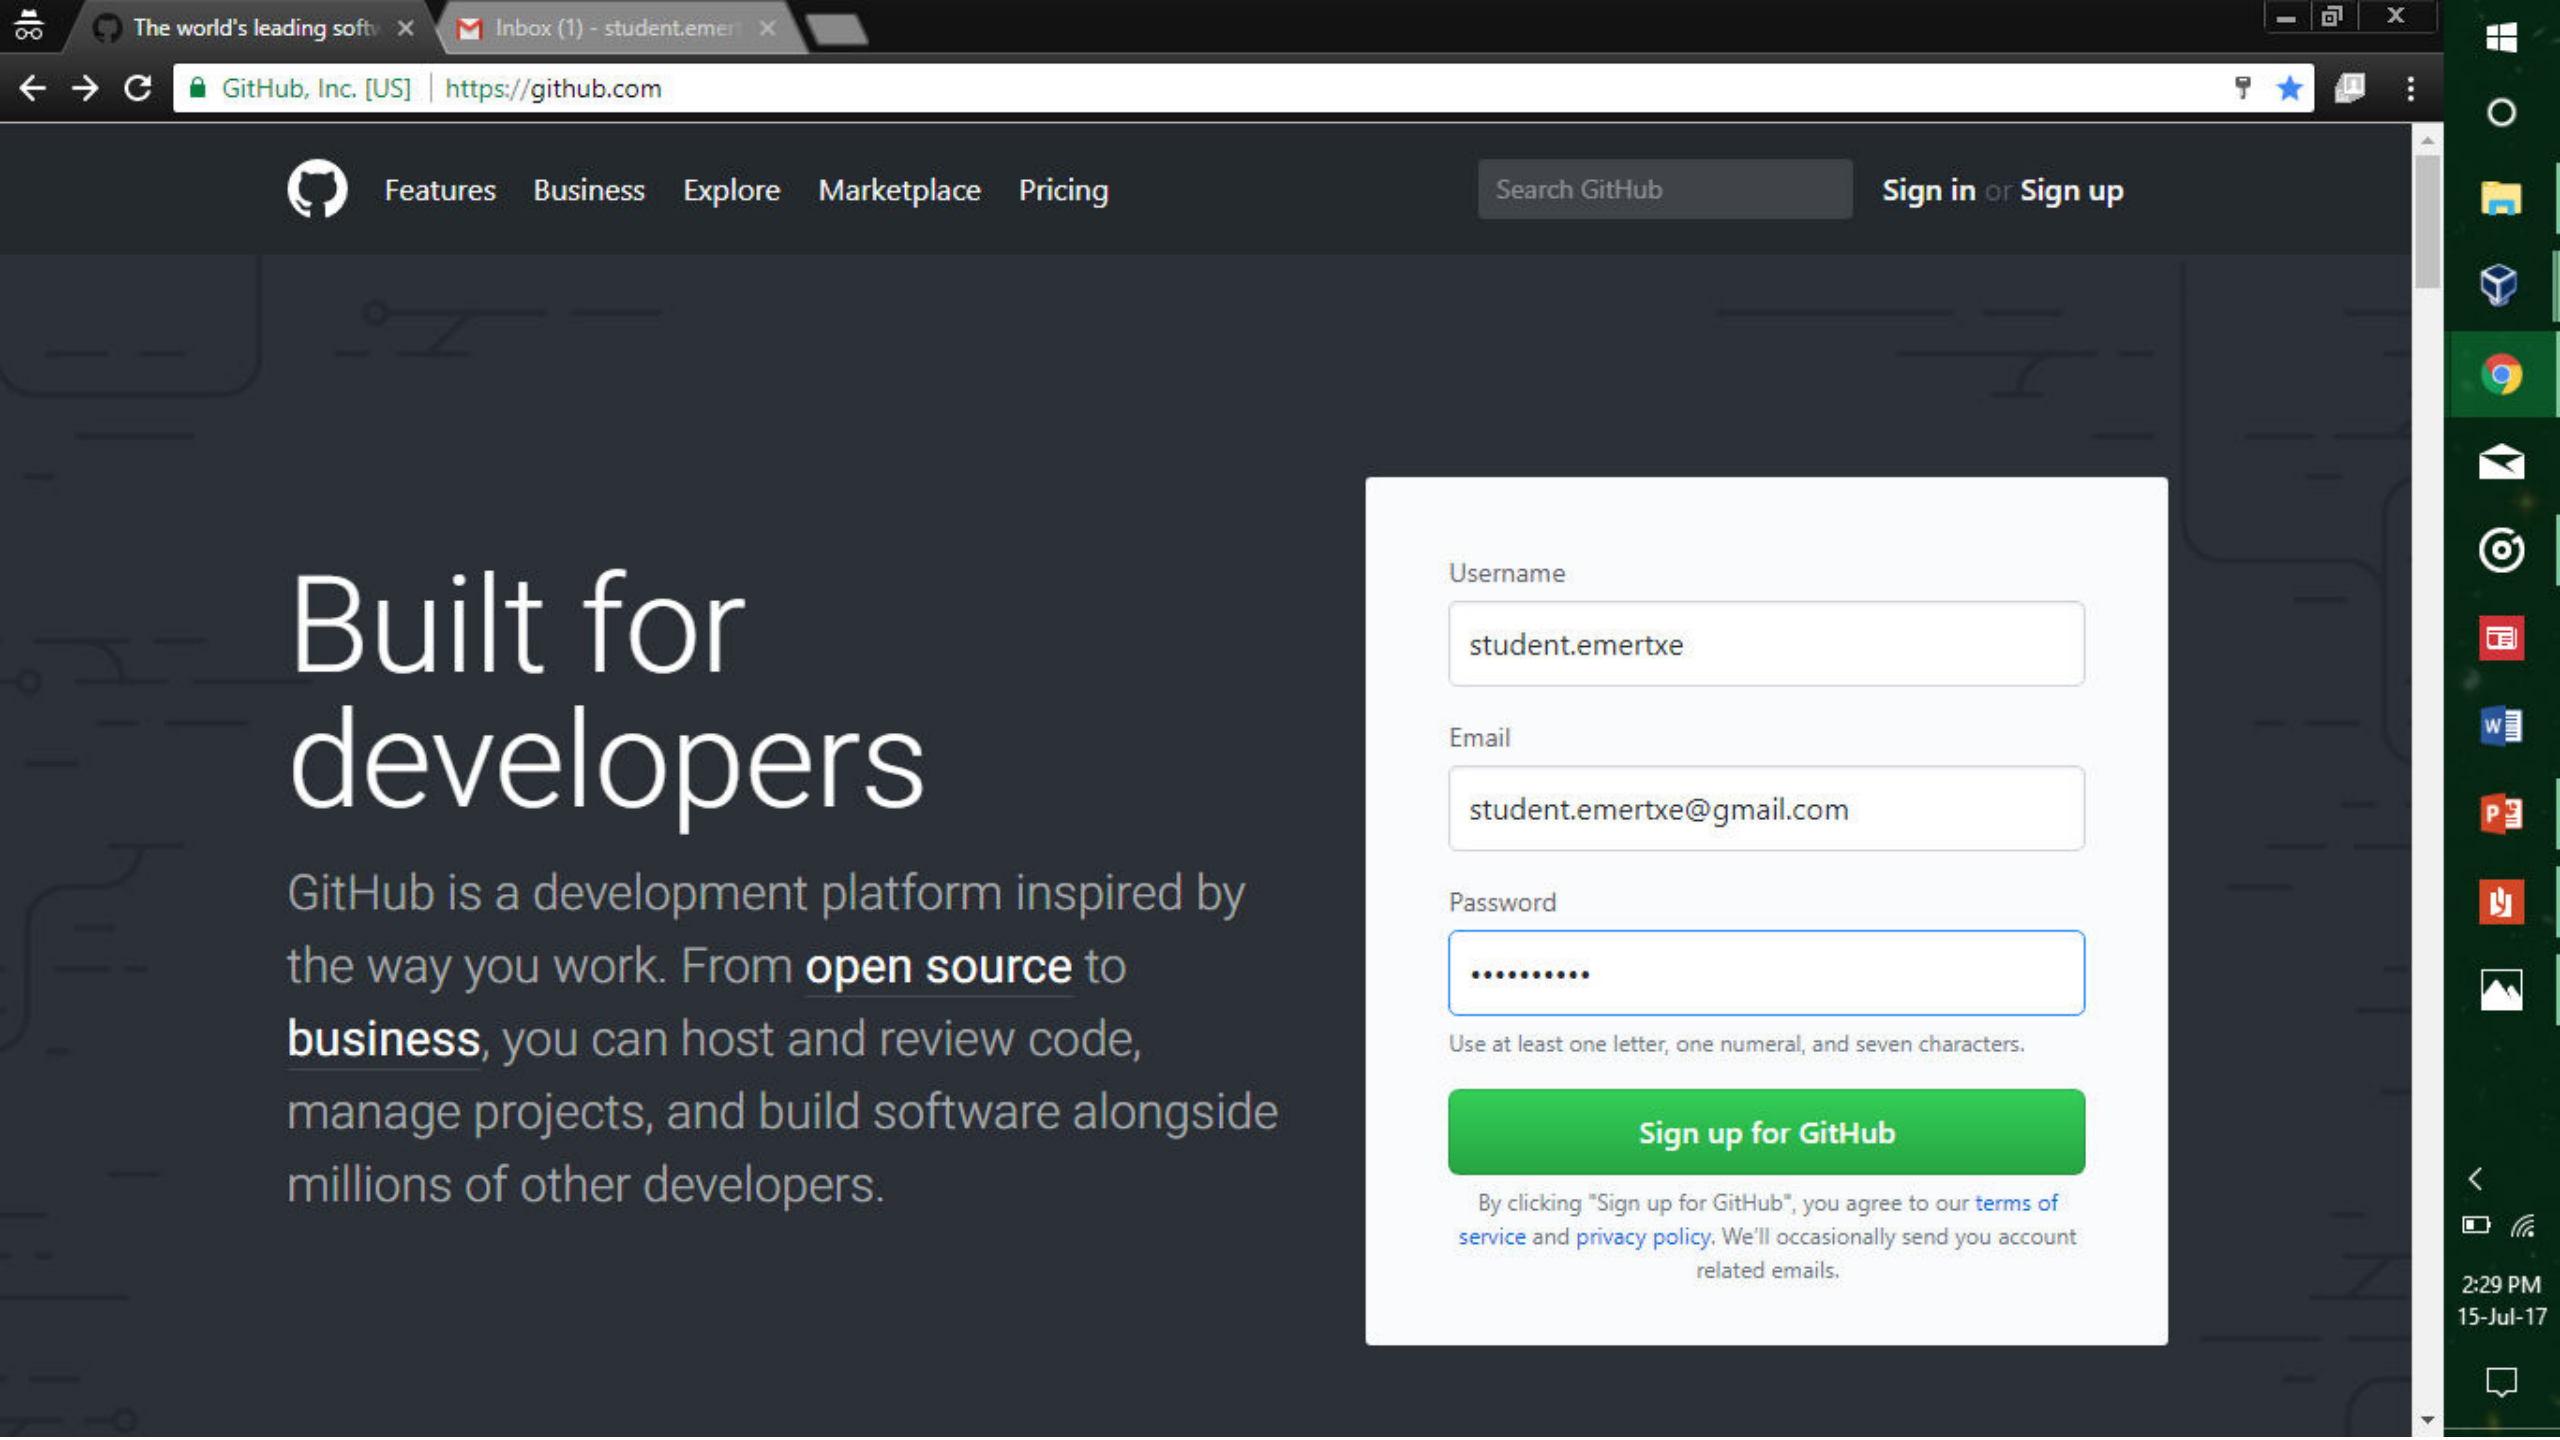 The world's leading softw
Inbox (1) - student.emert
GitHub, Inc. [US] https://github.com
Features Business Explore Marketplace Pricing Search GitHub Sign in or Sign up
Built for
developers
GitHub is a development platform inspired by
the way you work. From open source to
business, you can host and review code,
manage projects, and build software alongside
millions of other developers.
Username
student.emertxe
Email
student.emertxe@gmail.com
Password
••••••••••
Use at least one letter, one numeral, and seven characters.
Sign up for GitHub
By clicking "Sign up for GitHub", you agree to our terms of
service and privacy policy. We'll occasionally send you account
related emails.
2:29 PM
15-Jul-17